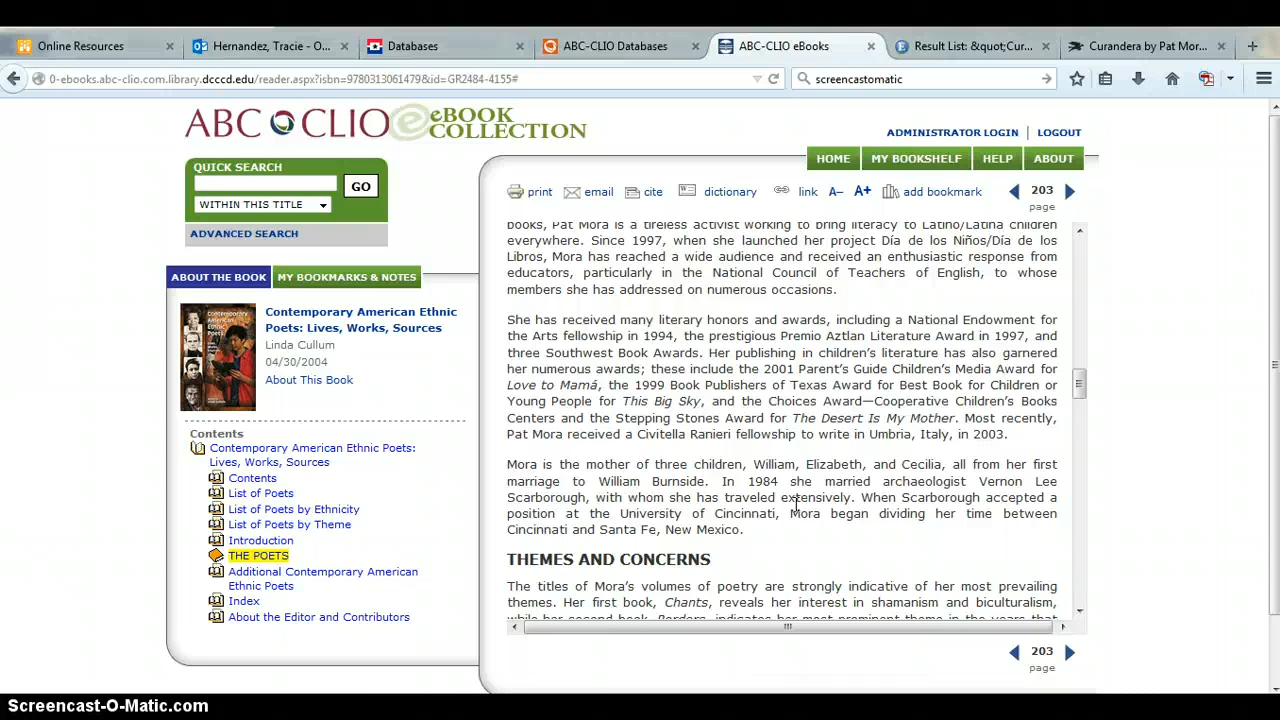 Online Resources
Hernandez, Tracie - O...
Databases
ABC-CLIO Databases
ABC-CLIO eBooks
Result List: &quot;Cur...
Curandera by Pat Mor...
0-ebooks.abc-clio.com.library.dcccd.edu/reader.aspx?isbn=9780313061479&id=GR2484-4155#
screencastomatic
ABC CLIO
eBOOK
COLLECTION
ADMINISTRATOR LOGIN | LOGOUT
HOME
MY BOOKSHELF
HELP
ABOUT
QUICK SEARCH
GO
WITHIN THIS TITLE
ADVANCED SEARCH
ABOUT THE BOOK
MY BOOKMARKS & NOTES
Contemporary American Ethnic
Poets: Lives, Works, Sources
Linda Cullum
04/30/2004
About This Book
Contents
Contemporary American Ethnic Poets:
Lives, Works, Sources
Contents
List of Poets
List of Poets by Ethnicity
List of Poets by Theme
Introduction
THE POETS
Additional Contemporary American
Ethnic Poets
Index
About the Editor and Contributors
print
email
cite
dictionary
link
A–
A+
add bookmark
203
page
books, Pat Mora is a tireless activist working to bring literacy to Latino/Latina children
everywhere. Since 1997, when she launched her project Día de los Niños/Día de los
Libros, Mora has reached a wide audience and received an enthusiastic response from
educators, particularly in the National Council of Teachers of English, to whose
members she has addressed on numerous occasions.
She has received many literary honors and awards, including a National Endowment for
the Arts fellowship in 1994, the prestigious Premio Aztlan Literature Award in 1997, and
three Southwest Book Awards. Her publishing in children's literature has also garnered
her numerous awards; these include the 2001 Parent's Guide Children's Media Award for
Love to Mamá, the 1999 Book Publishers of Texas Award for Best Book for Children or
Young People for This Big Sky, and the Choices Award—Cooperative Children's Books
Centers and the Stepping Stones Award for The Desert Is My Mother. Most recently,
Pat Mora received a Civitella Ranieri fellowship to write in Umbria, Italy, in 2003.
Mora is the mother of three children, William, Elizabeth, and Cecilia, all from her first
marriage to William Burnside. In 1984 she married archaeologist Vernon Lee
Scarborough, with whom she has traveled extensively. When Scarborough accepted a
position at the University of Cincinnati, Mora began dividing her time between
Cincinnati and Santa Fe, New Mexico.
THEMES AND CONCERNS
The titles of Mora's volumes of poetry are strongly indicative of her most prevailing
themes. Her first book, Chants, reveals her interest in shamanism and biculturalism,
while her second book, Borders, indicates her most prominent theme in the years that
203
page
Screencast-O-Matic.com